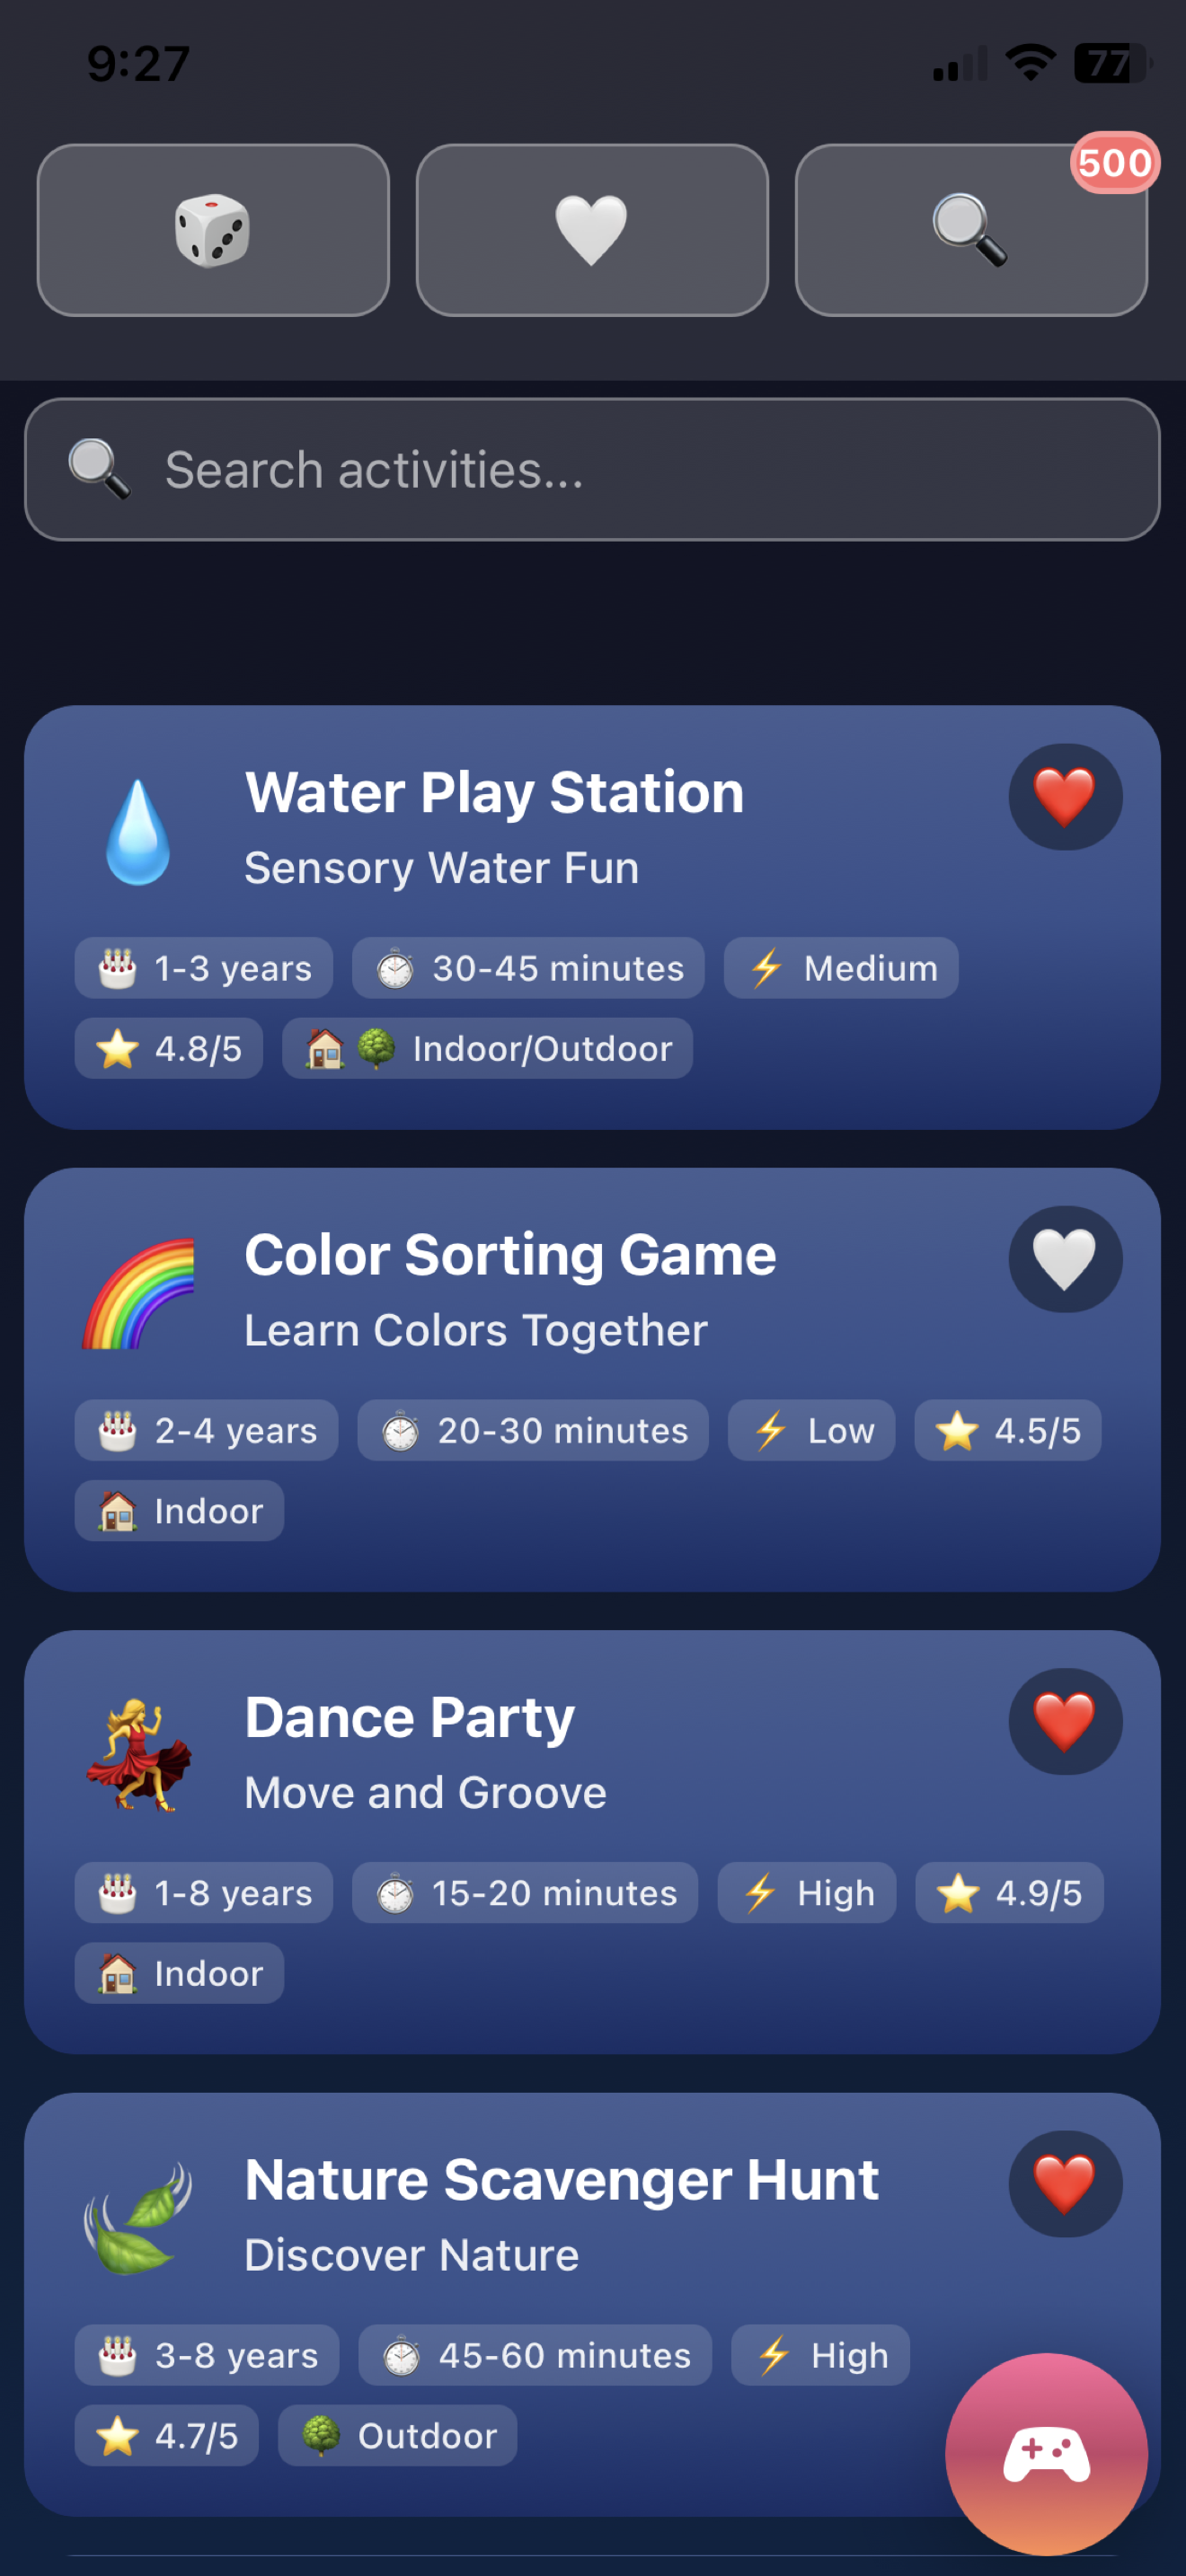 9:27
77
500
Search activities...
Water Play Station
Sensory Water Fun
1-3 years 30-45 minutes Medium
4.8/5 Indoor/Outdoor
Color Sorting Game
Learn Colors Together
2-4 years 20-30 minutes Low 4.5/5
Indoor
Dance Party
Move and Groove
1-8 years 15-20 minutes High 4.9/5
Indoor
Nature Scavenger Hunt
Discover Nature
3-8 years 45-60 minutes High
4.7/5 Outdoor